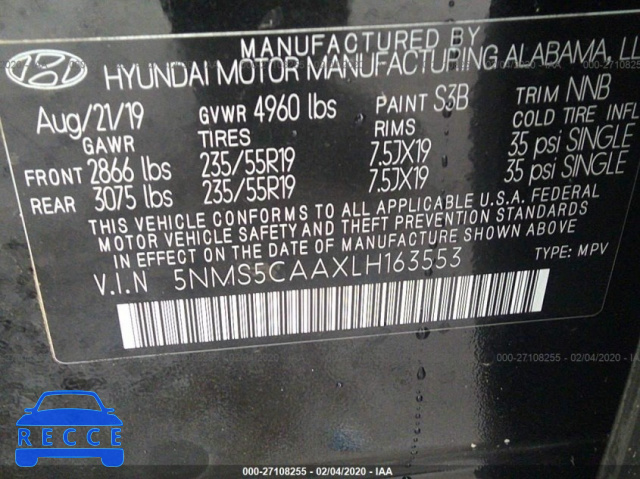 MANUFACTURED BY
HYUNDAI MOTOR MANUFACTURING ALABAMA, LL
Aug/21/19 GVWR 4960 lbs PAINT S3B TRIM NNB
GAWR TIRES RIMS COLD TIRE INFL
FRONT 2866 lbs 235/55R19 7.5JX19 35 psi SINGLE
REAR 3075 lbs 235/55R19 7.5JX19 35 psi SINGLE
THIS VEHICLE CONFORMS TO ALL APPLICABLE U.S.A. FEDERAL
MOTOR VEHICLE SAFETY AND THEFT PREVENTION STANDARDS
IN EFFECT ON THE DATE OF MANUFACTURE SHOWN ABOVE
V.I.N 5NMS5CAAXLH163553 TYPE: MPV
000-27108255 - 02/04/2020 - IAA
RECCE
000-27108255 - 02/04/2020 - IAA